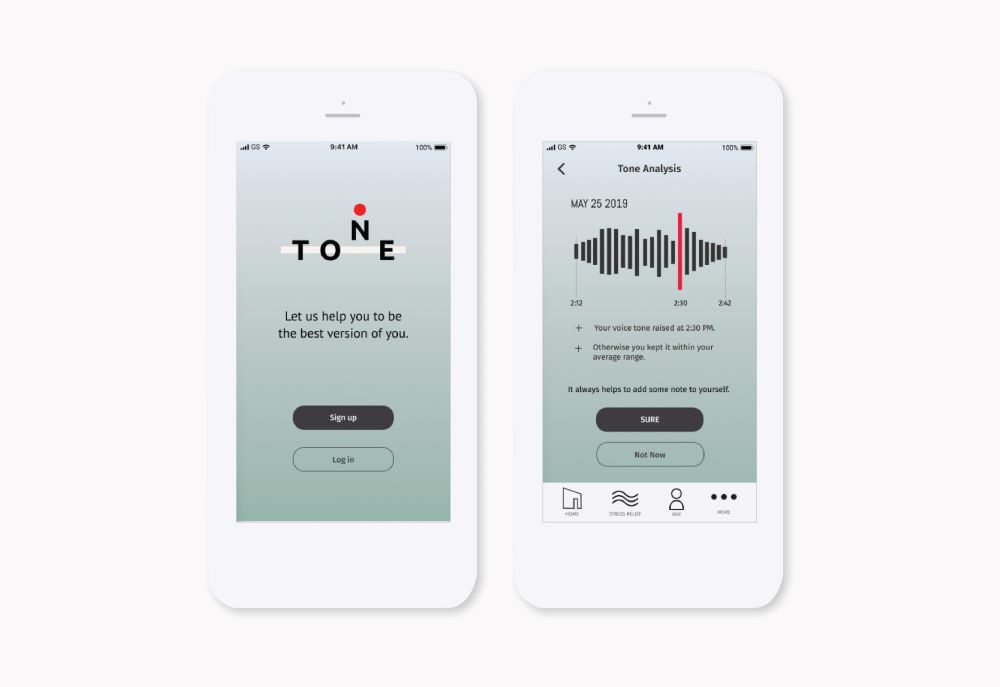 GS 9:41 AM 100%
TONE
Let us help you to be
the best version of you.
Sign up
Log in
GS 9:41 AM 100%
Tone Analysis
MAY 25 2019
2:12 2:30 2:42
Your voice tone raised at 2:30 PM.
Otherwise you kept it within your
average range.
It always helps to add some note to yourself.
SURE
Not Now
HOME STRESS RELIEF MORE